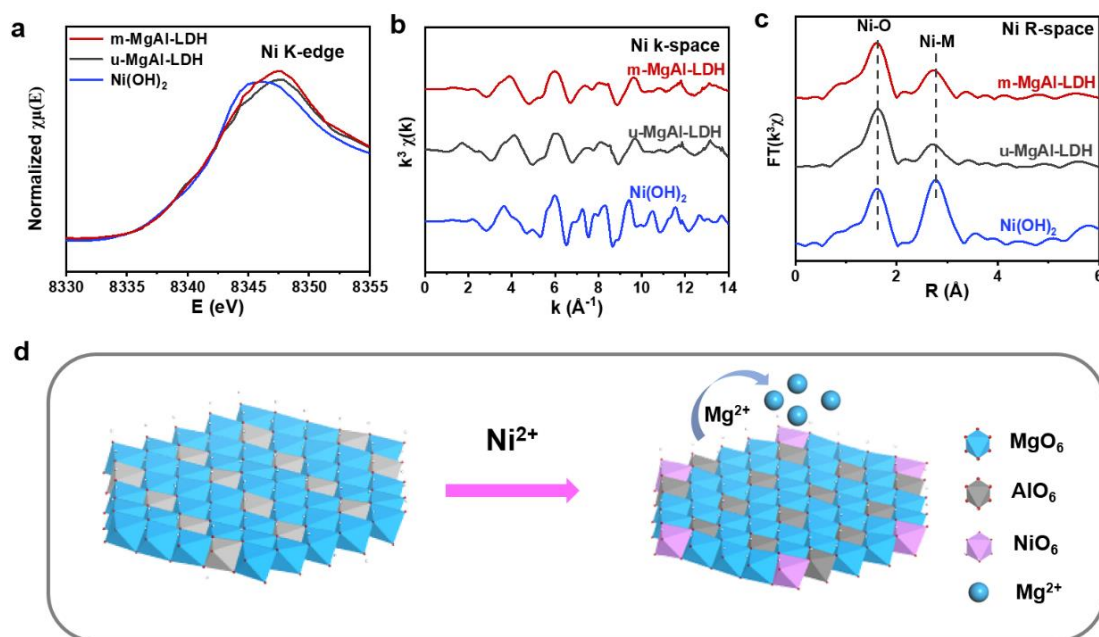 a
m-MgAl-LDH
u-MgAl-LDH
Ni(OH)₂
Ni K-edge
Normalized χμ(E)
8330 8335 8340 8345 8350 8355
E (eV)
b
Ni k-space
m-MgAl-LDH
u-MgAl-LDH
Ni(OH)₂
k³ χ(k)
0 2 4 6 8 10 12 14
k (Å⁻¹)
c
Ni-O Ni-M Ni R-space
m-MgAl-LDH
u-MgAl-LDH
Ni(OH)₂
FT(k³χ)
0 2 4 6
R (Å)
d
Ni²⁺
Mg²⁺
MgO₆
AlO₆
NiO₆
Mg²⁺